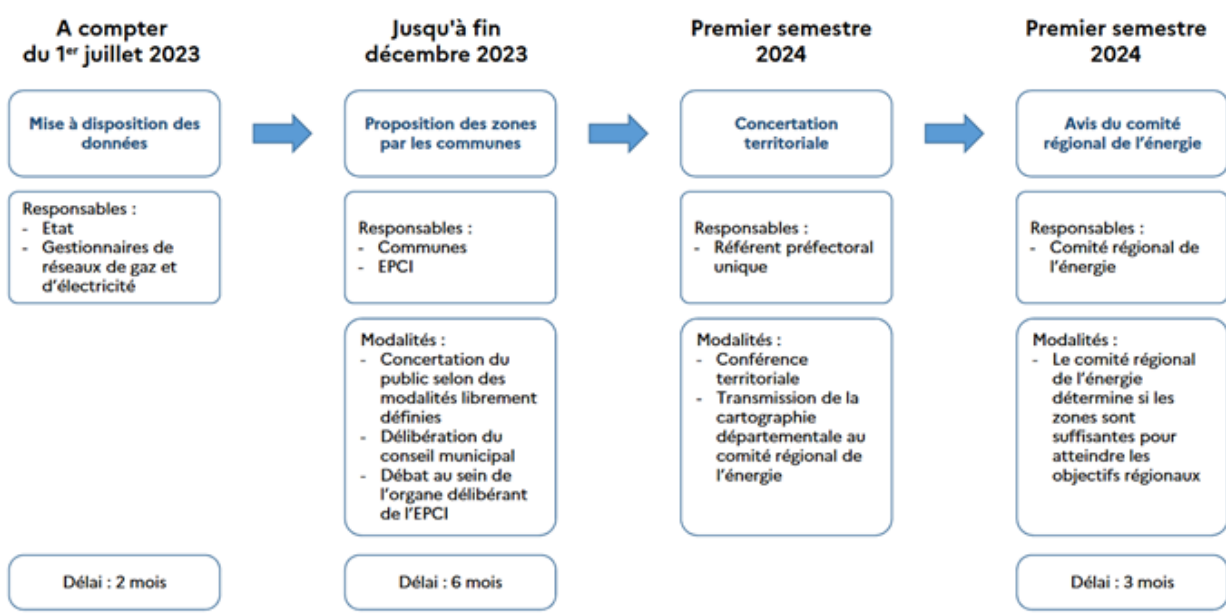 A compter
du 1er juillet 2023
Mise à disposition des
données
Responsables :
- Etat
- Gestionnaires de
réseaux de gaz et
d'électricité
Délai : 2 mois
Jusqu'à fin
décembre 2023
Proposition des zones
par les communes
Responsables :
- Communes
- EPCI
Modalités :
- Concertation du
public selon des
modalités librement
définies
- Délibération du
conseil municipal
- Débat au sein de
l'organe délibérant
de l'EPCI
Délai : 6 mois
Premier semestre
2024
Concertation
territoriale
Responsables :
- Référent préfectoral
unique
Modalités :
- Conférence
territoriale
- Transmission de la
cartographie
départementale au
comité régional de
l'énergie
Premier semestre
2024
Avis du comité
régional de l'énergie
Responsables :
- Comité régional de
l'énergie
Modalités :
- Le comité régional
de l'énergie
détermine si les
zones sont
suffisantes pour
atteindre les
objectifs régionaux
Délai : 3 mois